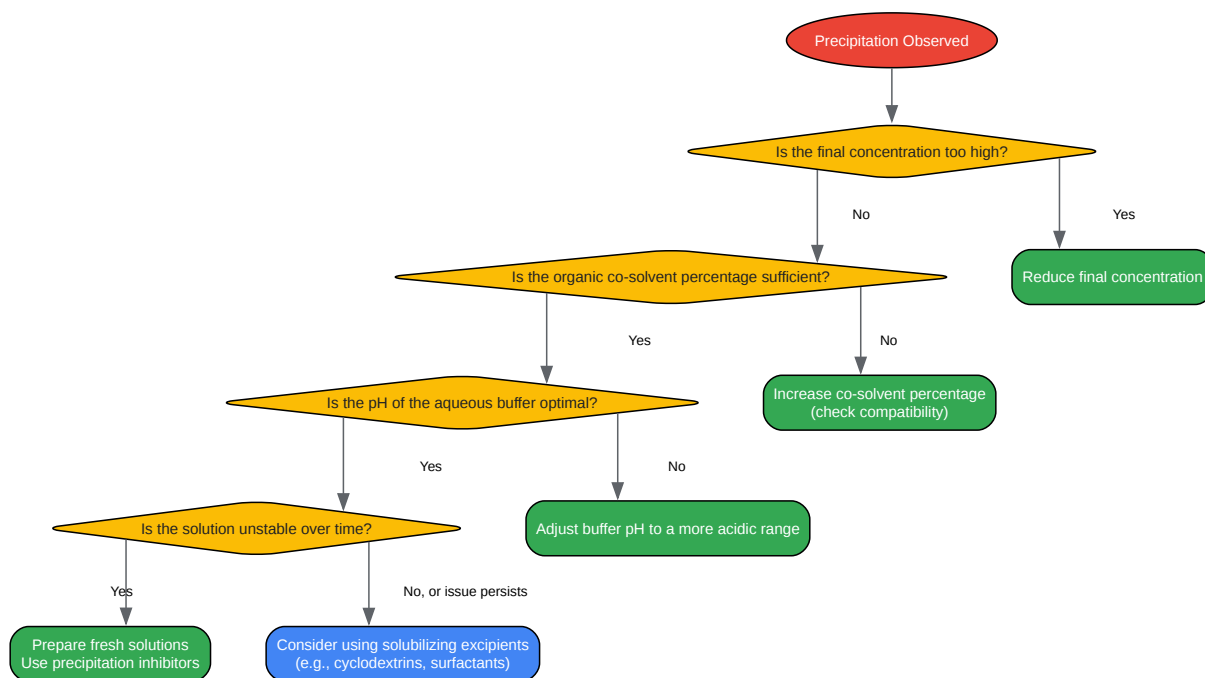 Precipitation Observed
Is the final concentration too high?
No
Yes
Is the organic co-solvent percentage sufficient?
Reduce final concentration
Yes
No
Is the pH of the aqueous buffer optimal?
Increase co-solvent percentage
(check compatibility)
Yes
No
Is the solution unstable over time?
Adjust buffer pH to a more acidic range
Yes
No, or issue persists
Prepare fresh solutions
Use precipitation inhibitors
Consider using solubilizing excipients
(e.g., cyclodextrins, surfactants)